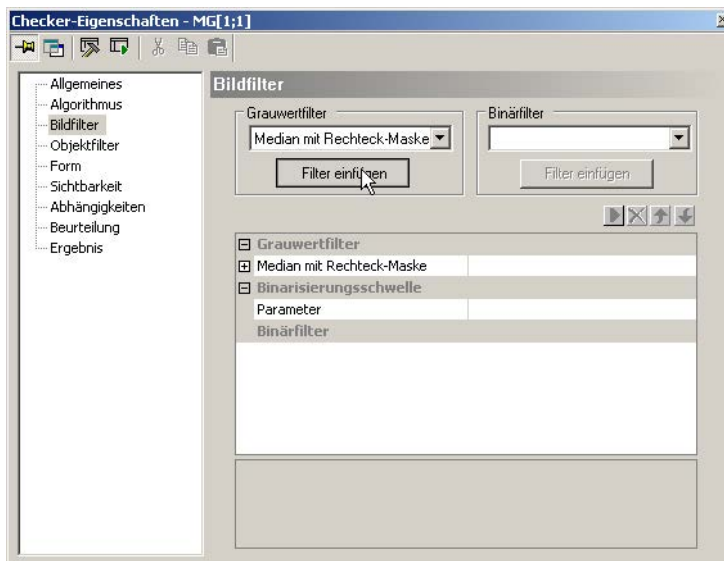 Checker-Eigenschaften - MG[1;1]
Allgemeines
Algorithmus
Bildfilter
Objektfilter
Form
Sichtbarkeit
Abhängigkeiten
Beurteilung
Ergebnis
Bildfilter
Grauwertfilter
Median mit Rechteck-Maske
Filter einfügen
Binärfilter
Filter einfügen
Grauwertfilter
Median mit Rechteck-Maske
Binarisierungsschwelle
Parameter
Binärfilter